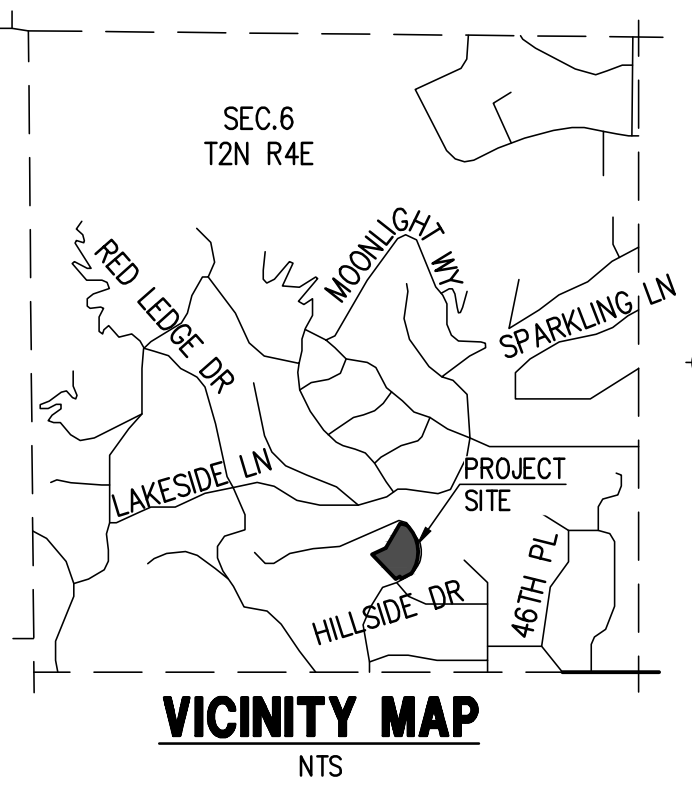 SEC.6
T2N R4E
MOONLIGHT WY
RED LEDGE DR
SPARKLING LN
LAKESIDE LN
PROJECT
SITE
46TH PL
HILLSIDE DR
VICINITY MAP
NTS